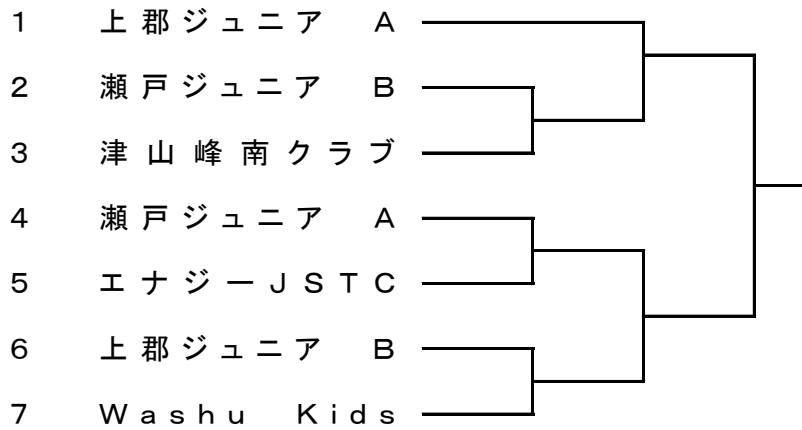 1 上郡ジュニア A
2 瀬戸ジュニア B
3 津山峰南クラブ
4 瀬戸ジュニア A
5 エナジーJSTC
6 上郡ジュニア B
7 Washu Kids